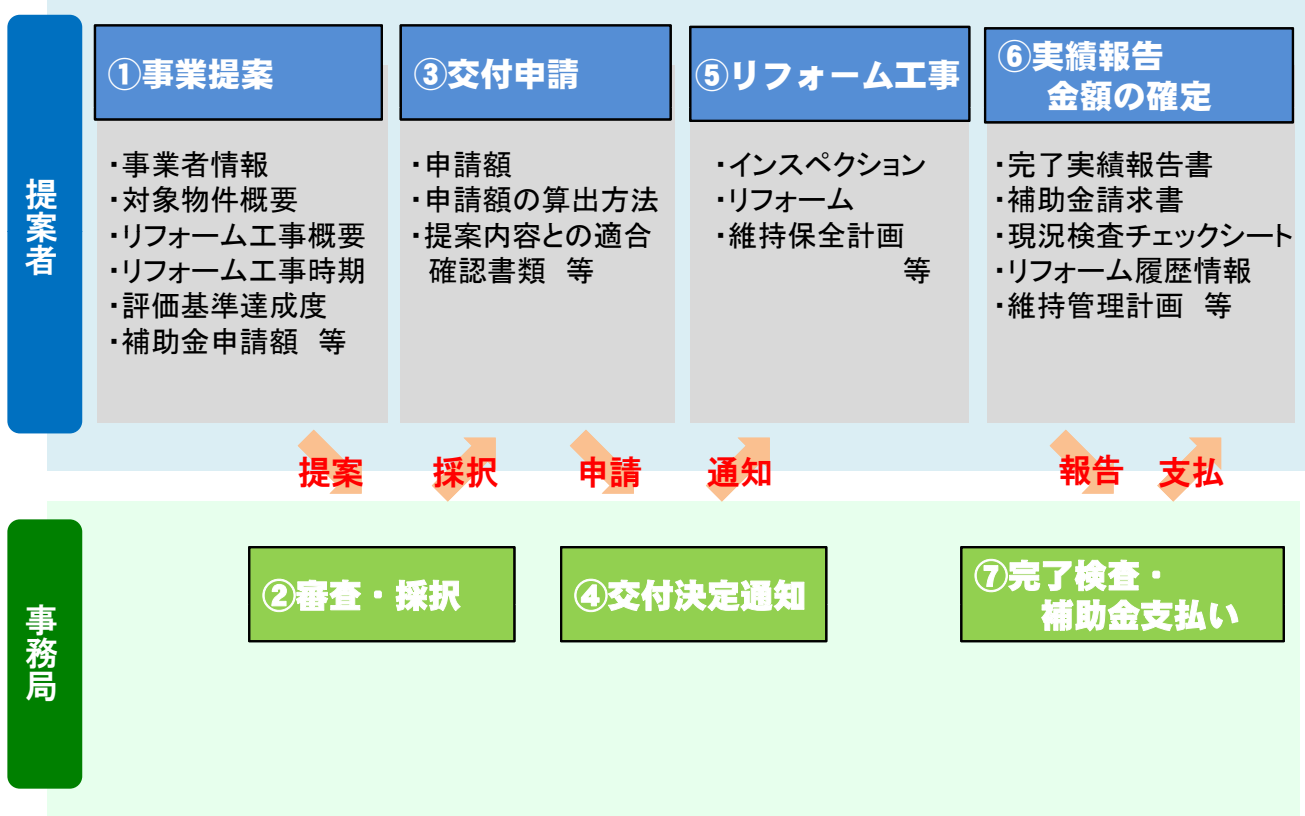 提案者
①事業提案
・事業者情報
・対象物件概要
・リフォーム工事概要
・リフォーム工事時期
・評価基準達成度
・補助金申請額　等
③交付申請
・申請額
・申請額の算出方法
・提案内容との適合
確認書類　等
⑤リフォーム工事
・インスペクション
・リフォーム
・維持保全計画
等
⑥実績報告
金額の確定
・完了実績報告書
・補助金請求書
・現況検査チェックシート
・リフォーム履歴情報
・維持管理計画　等
提案
採択
申請
通知
報告
支払
事務局
②審査・採択
④交付決定通知
⑦完了検査・
補助金支払い